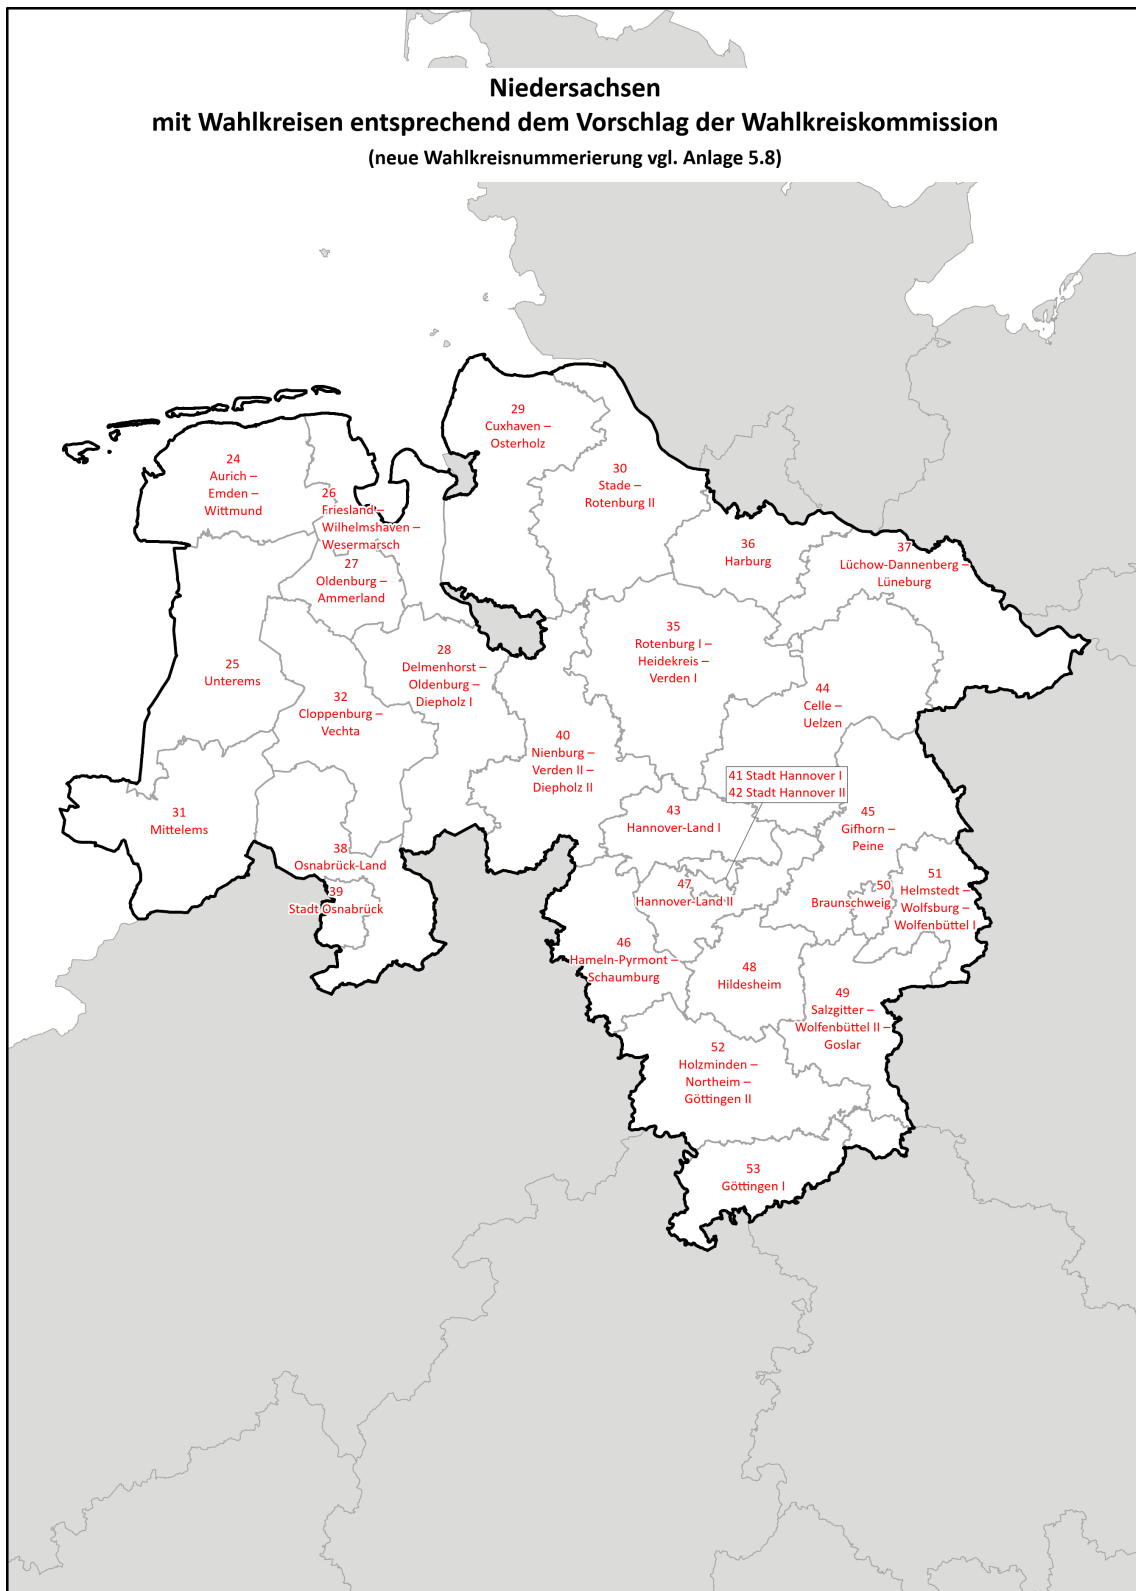 Niedersachsen
mit Wahlkreisen entsprechend dem Vorschlag der Wahlkreiskommission
(neue Wahlkreisnummerierung vgl. Anlage 5.8)
29
Cuxhaven –
Osterholz
24
Aurich –
Emden –
Wittmund
30
Stade –
Rotenburg II
26
Friesland –
Wilhelmshaven –
Wesermarsch
36
Harburg
37
Lüchow-Dannenberg –
Lüneburg
27
Oldenburg –
Ammerland
35
Rotenburg I –
Heidekreis –
Verden I
28
Delmenhorst –
Oldenburg –
Diepholz I
25
Unterems
32
Cloppenburg –
Vechta
44
Celle –
Uelzen
40
Nienburg –
Verden II –
Diepholz II
41 Stadt Hannover I
42 Stadt Hannover II
31
Mittelems
43
Hannover-Land I
45
Gifhorn –
Peine
38
Osnabrück-Land
39
Stadt Osnabrück
47
Hannover-Land II
50
Braunschweig
51
Helmstedt –
Wolfsburg –
Wolfenbüttel I
46
Hameln-Pyrmont –
Schaumburg
48
Hildesheim
49
Salzgitter –
Wolfenbüttel II –
Goslar
52
Holzminden –
Northeim –
Göttingen II
53
Göttingen I